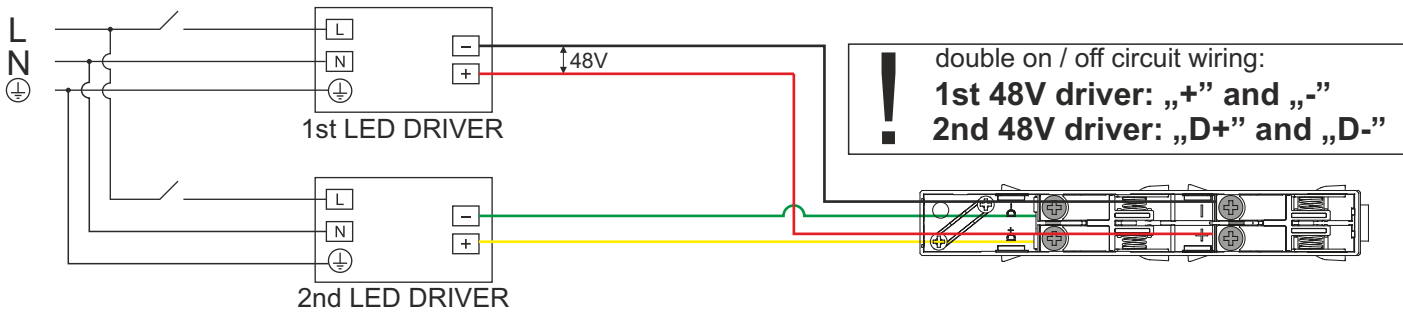 L
N
L
N
−
+
48V
1st LED DRIVER
double on / off circuit wiring:
! 1st 48V driver: „+” and „-”
2nd 48V driver: „D+” and „D-”
L
N
−
+
2nd LED DRIVER
D-
D+
−
+